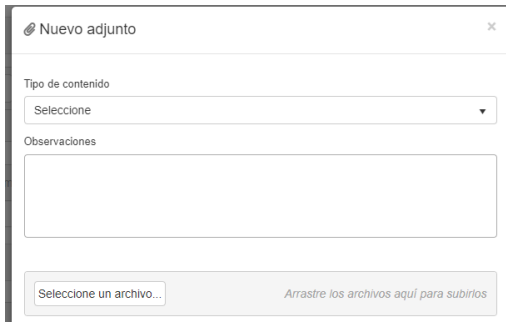 Nuevo adjunto
×
Tipo de contenido
Seleccione
Observaciones
Seleccione un archivo... Arrastre los archivos aquí para subirlos